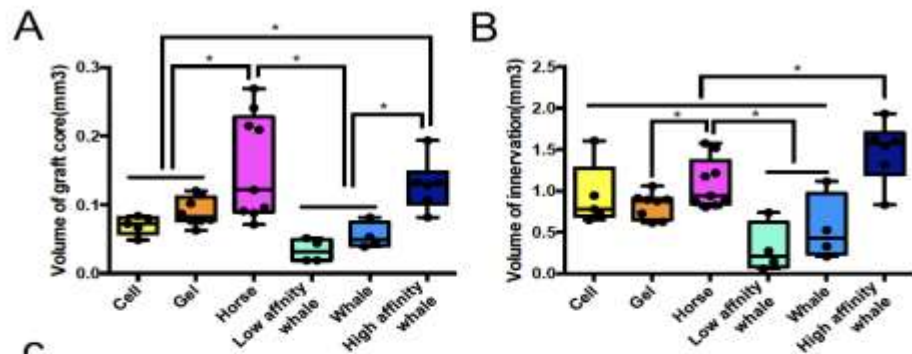 A
Volume of graft core(mm3)
0.3
0.2
0.1
0.0
*
*
*
*
Cell
Gel
Horse
Low affnity
whale
Whale
High affinity
whale
B
Volume of innervation(mm3)
2.5
2.0
1.5
1.0
0.5
0.0
*
*
*
Cell
Gel
Horse
Low affnity
whale
Whale
High affinity
whale